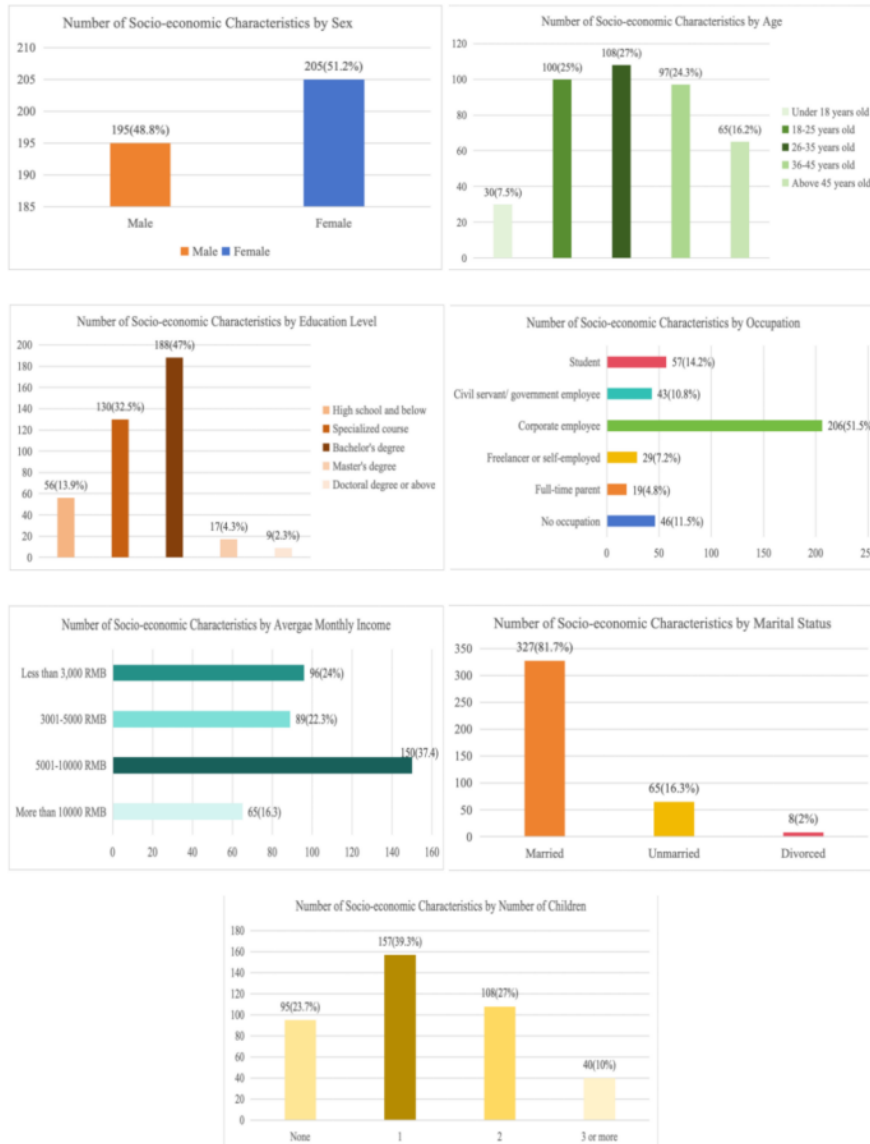 Number of Socio-economic Characteristics by Sex
210
205
200
195
190
185
195(48.8%)
205(51.2%)
Male
Female
Male
Female
Number of Socio-economic Characteristics by Age
120
100
80
60
40
20
0
30(7.5%)
100(25%)
108(27%)
97(24.3%)
65(16.2%)
Under 18 years old
18-25 years old
26-35 years old
36-45 years old
Above 45 years old
Number of Socio-economic Characteristics by Education Level
200
180
160
140
120
100
80
60
40
20
0
56(13.9%)
130(32.5%)
188(47%)
17(4.3%)
9(2.3%)
High school and below
Specialized course
Bachelor's degree
Master's degree
Doctoral degree or above
Number of Socio-economic Characteristics by Occupation
Student
57(14.2%)
Civil servant/ government employee
43(10.8%)
Corporate employee
206(51.5%
Freelancer or self-employed
29(7.2%)
Full-time parent
19(4.8%)
No occupation
46(11.5%)
0
50
100
150
200
25
Number of Socio-economic Characteristics by Avergae Monthly Income
Less than 3,000 RMB
96(24%)
3001-5000 RMB
89(22.3%)
5001-10000 RMB
150(37.4)
More than 10000 RMB
65(16.3)
0
20
40
60
80
100
120
140
160
Number of Socio-economic Characteristics by Marital Status
350
300
250
200
150
100
50
0
327(81.7%)
65(16.3%)
8(2%)
Married
Unmarried
Divorced
Number of Socio-economic Characteristics by Number of Children
180
160
140
120
100
80
60
40
20
0
95(23.7%)
157(39.3%)
108(27%)
40(10%)
None
1
2
3 or more